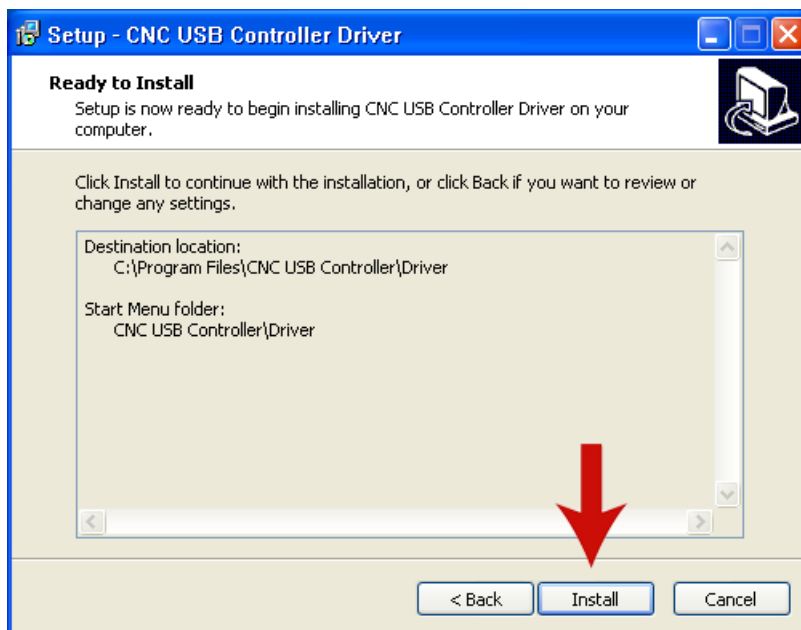 Setup - CNC USB Controller Driver
Ready to Install
Setup is now ready to begin installing CNC USB Controller Driver on your
computer.
Click Install to continue with the installation, or click Back if you want to review or
change any settings.
Destination location:
C:\Program Files\CNC USB Controller\Driver
Start Menu folder:
CNC USB Controller\Driver
< Back Install Cancel